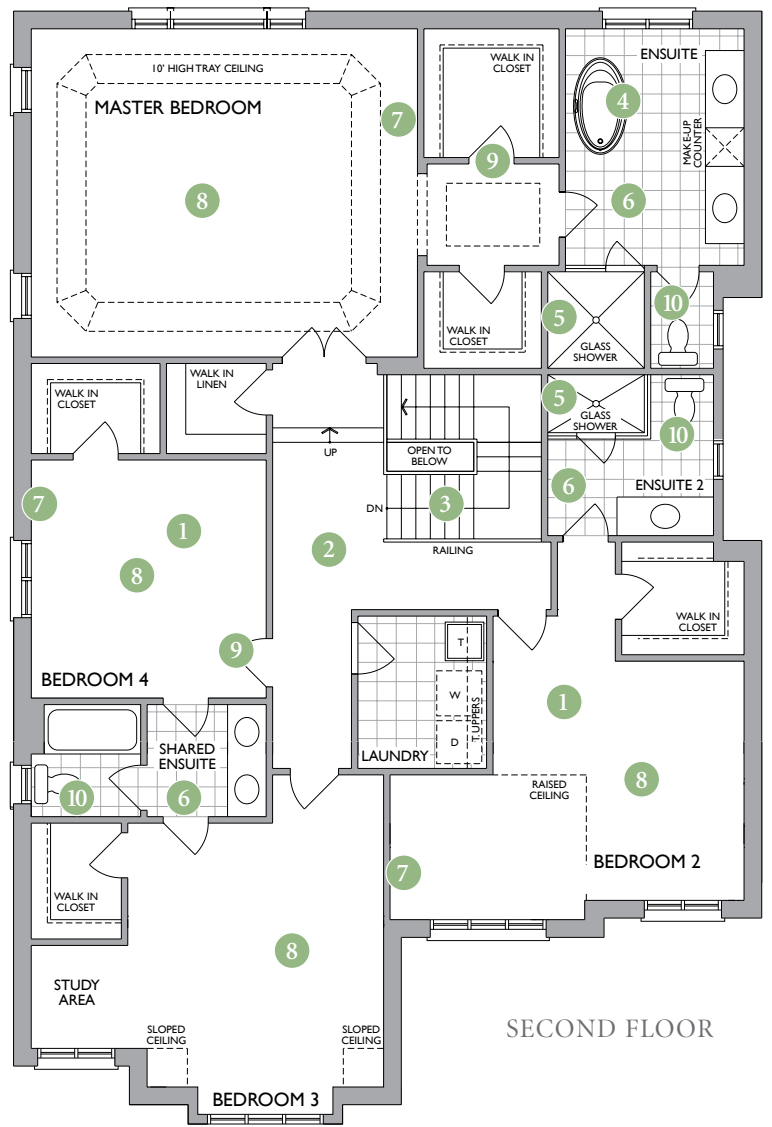 10' HIGH TRAY CEILING
MASTER BEDROOM
7
8
WALK IN
CLOSET
9
ENSUITE
4
MAKE-UP
COUNTER
6
WALK IN
CLOSET
5
GLASS
SHOWER
10
WALK IN
CLOSET
WALK IN
LINEN
UP
OPEN TO
BELOW
DN
3
RAILING
5
GLASS
SHOWER
10
6
ENSUITE 2
7
1
8
9
BEDROOM 4
2
WALK IN
CLOSET
T
W
D
T.UPPERS
LAUNDRY
1
8
RAISED
CEILING
BEDROOM 2
7
SHARED
ENSUITE
10
6
WALK IN
CLOSET
8
STUDY
AREA
SLOPED
CEILING
SLOPED
CEILING
BEDROOM 3
SECOND FLOOR